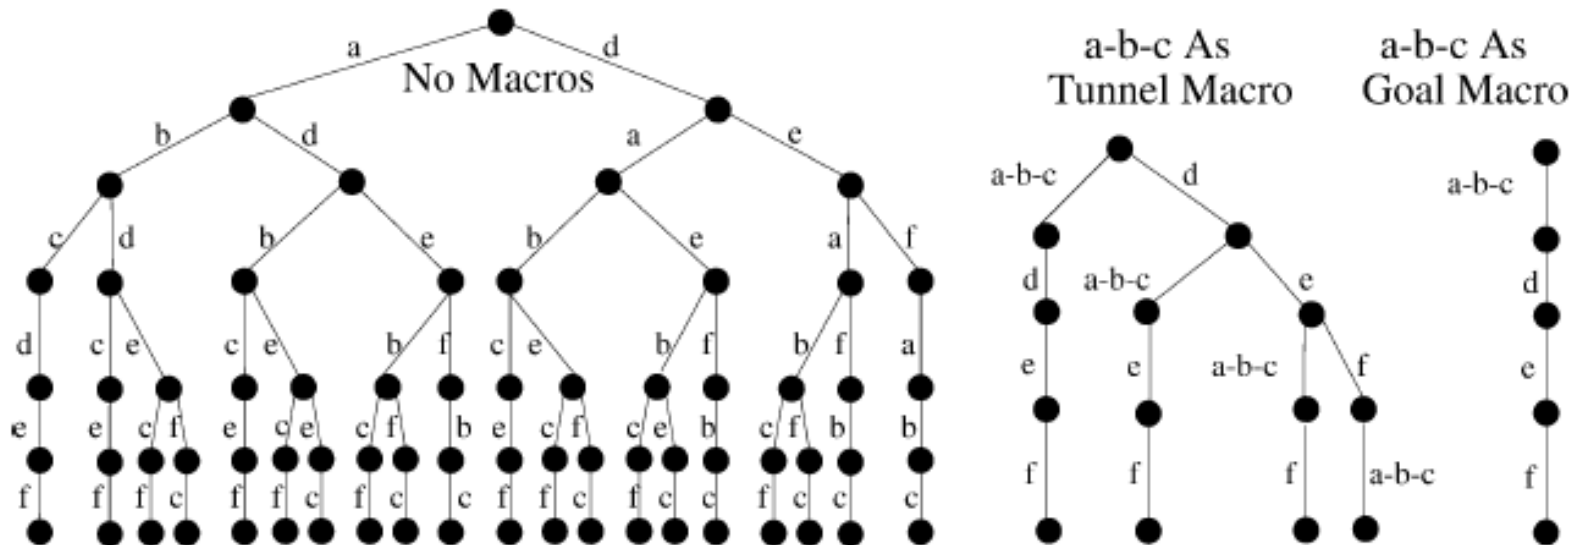 a d
No Macros
b d a e
c d b e b e a f
d c e c e b f c e b f b f a
e e c f e c e c f b e c f c e b c f b b
f f f c f f c f c c f f c f c c f c c c
a-b-c As
Tunnel Macro
a-b-c d
d a-b-c e
e e a-b-c f
f f f a-b-c
a-b-c As
Goal Macro
a-b-c
d
e
f